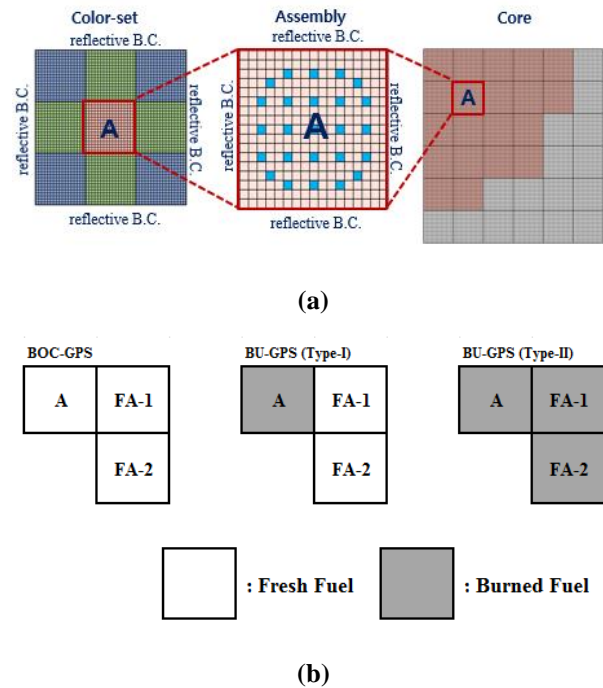 Color-set Assembly Core
reflective B.C. reflective B.C.
reflective B.C.
A
reflective B.C.
reflective B.C.
A
reflective B.C.
A
reflective B.C. reflective B.C.
(a)
BOC-GPS BU-GPS (Type-I) BU-GPS (Type-II)
A FA-1 A FA-1 A FA-1
FA-2 FA-2 FA-2
: Fresh Fuel : Burned Fuel
(b)